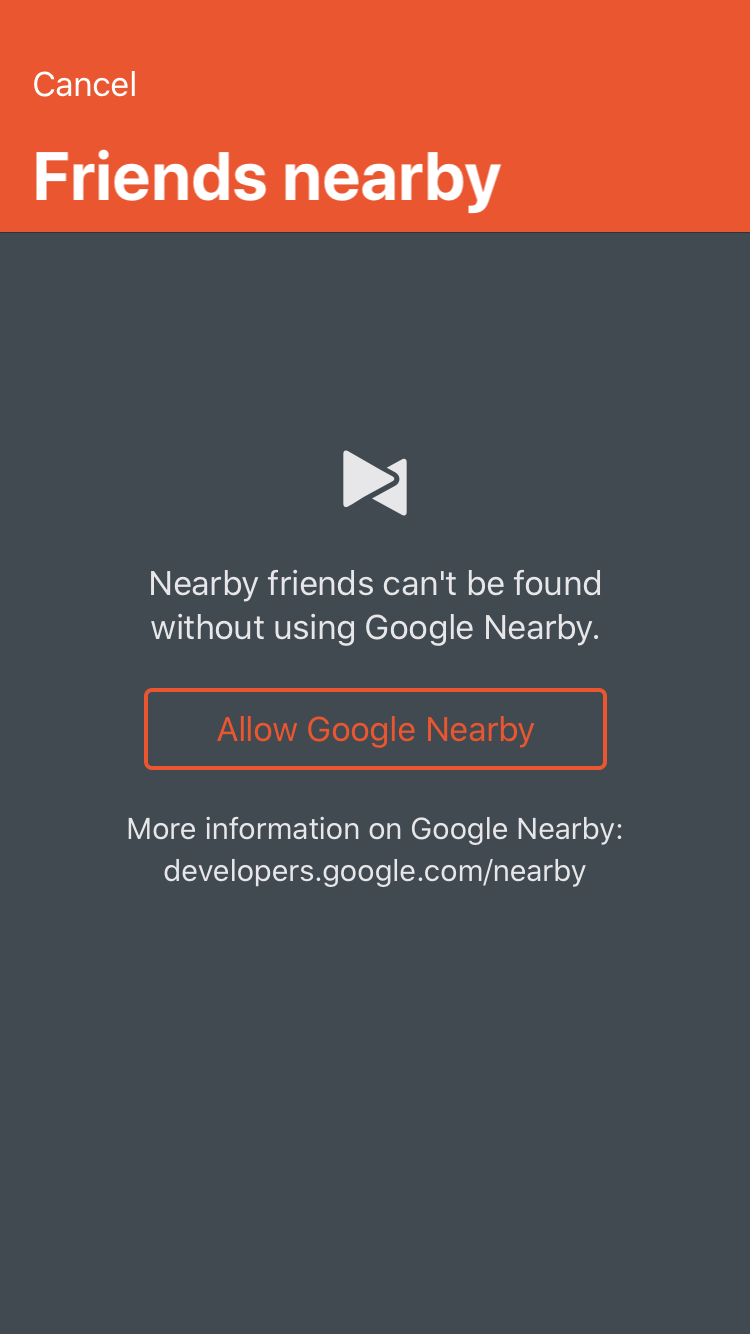 Cancel
Friends nearby
Nearby friends can't be found
without using Google Nearby.
Allow Google Nearby
More information on Google Nearby:
developers.google.com/nearby